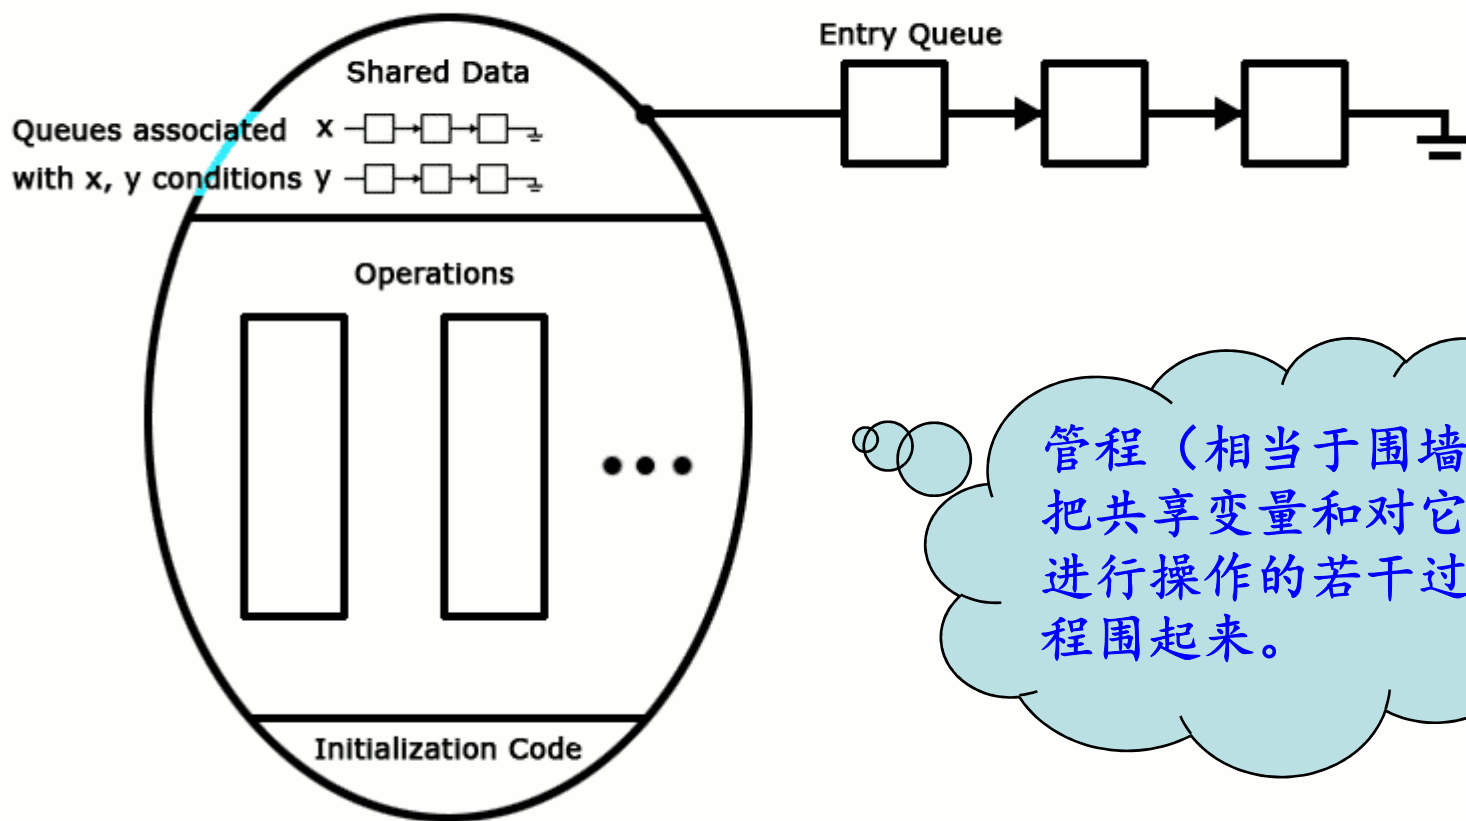 Entry Queue
Shared Data
Queues associated x
with x, y conditions y
Operations
Initialization Code
管程（相当于围墙
把共享变量和对它
进行操作的若干过
程围起来。